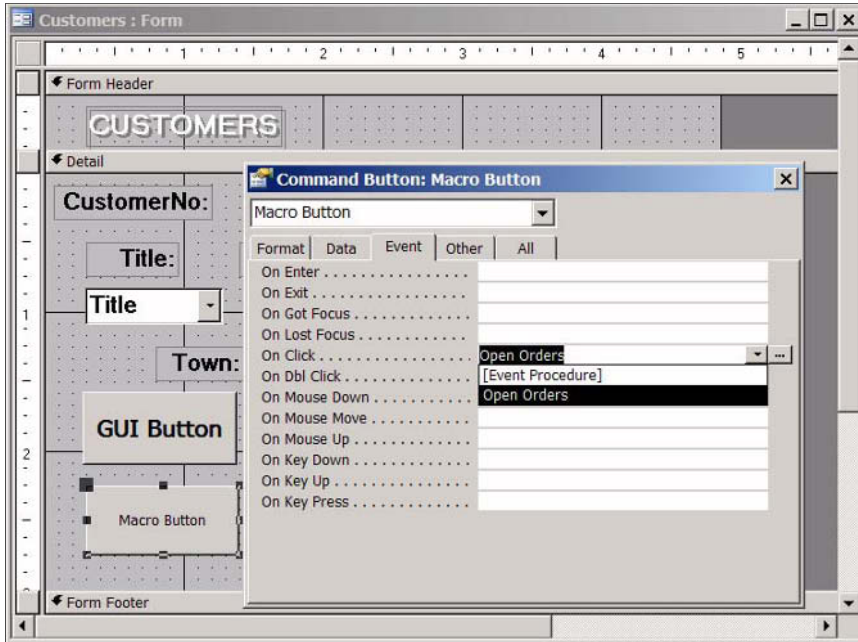 Customers : Form
1 2 3 4 5
Form Header
CUSTOMERS
Detail
CustomerNo:
Title:
Title
1
Town:
GUI Button
2
Macro Button
Form Footer
Command Button: Macro Button
Macro Button
Format Data Event Other All
On Enter . . . . . . . . . . . . . . . .
On Exit . . . . . . . . . . . . . . . . .
On Got Focus . . . . . . . . . . . . .
On Lost Focus . . . . . . . . . . . .
On Click . . . . . . . . . . . . . . . . . Open Orders ...
[Event Procedure]
On Dbl Click . . . . . . . . . . . . . .
Open Orders
On Mouse Down . . . . . . . . . . .
On Mouse Move . . . . . . . . . . .
On Mouse Up . . . . . . . . . . . . .
On Key Down . . . . . . . . . . . . .
On Key Up . . . . . . . . . . . . . . .
On Key Press . . . . . . . . . . . . .